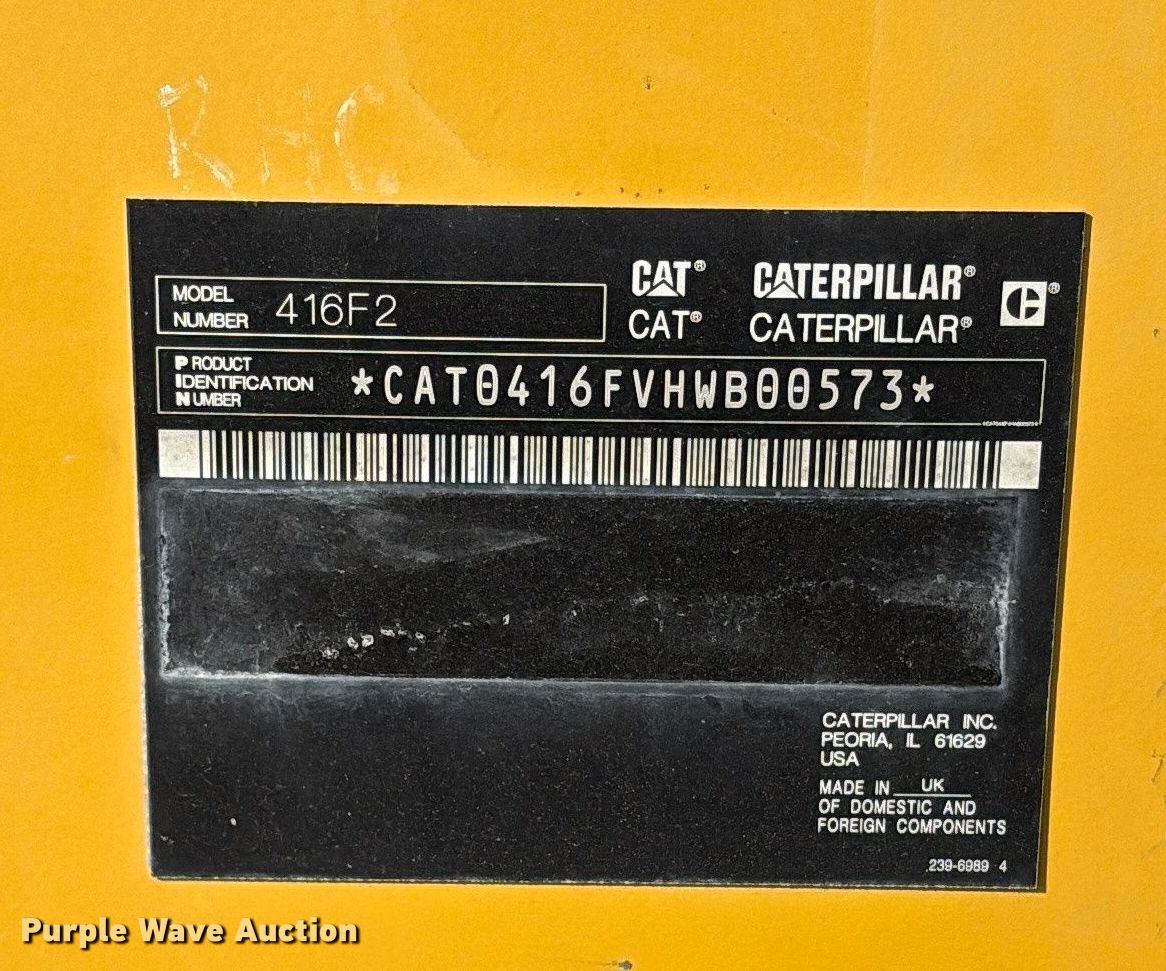 RHC
CAT® CATERPILLAR®
CAT® CATERPILLAR®
MODEL
NUMBER 416F2
PRODUCT
IDENTIFICATION
NUMBER *CAT0416FVHWB00573*
CATERPILLAR INC.
PEORIA, IL 61629
USA
MADE IN UK
OF DOMESTIC AND
FOREIGN COMPONENTS
239-6989 4
Purple Wave Auction